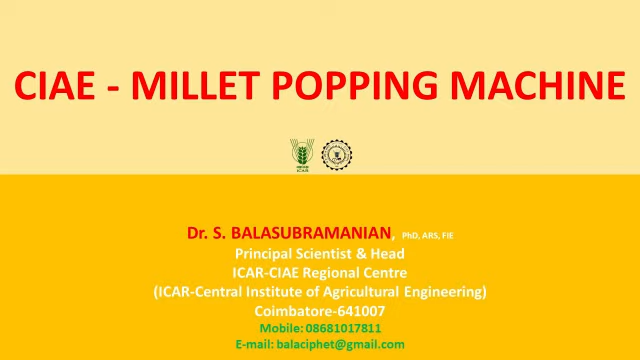 CIAE - MILLET POPPING MACHINE
ICAR
Dr. S. BALASUBRAMANIAN, PhD, ARS, FIE
Principal Scientist & Head
ICAR-CIAE Regional Centre
(ICAR-Central Institute of Agricultural Engineering)
Coimbatore-641007
Mobile: 08681017811
E-mail: balaciphet@gmail.com